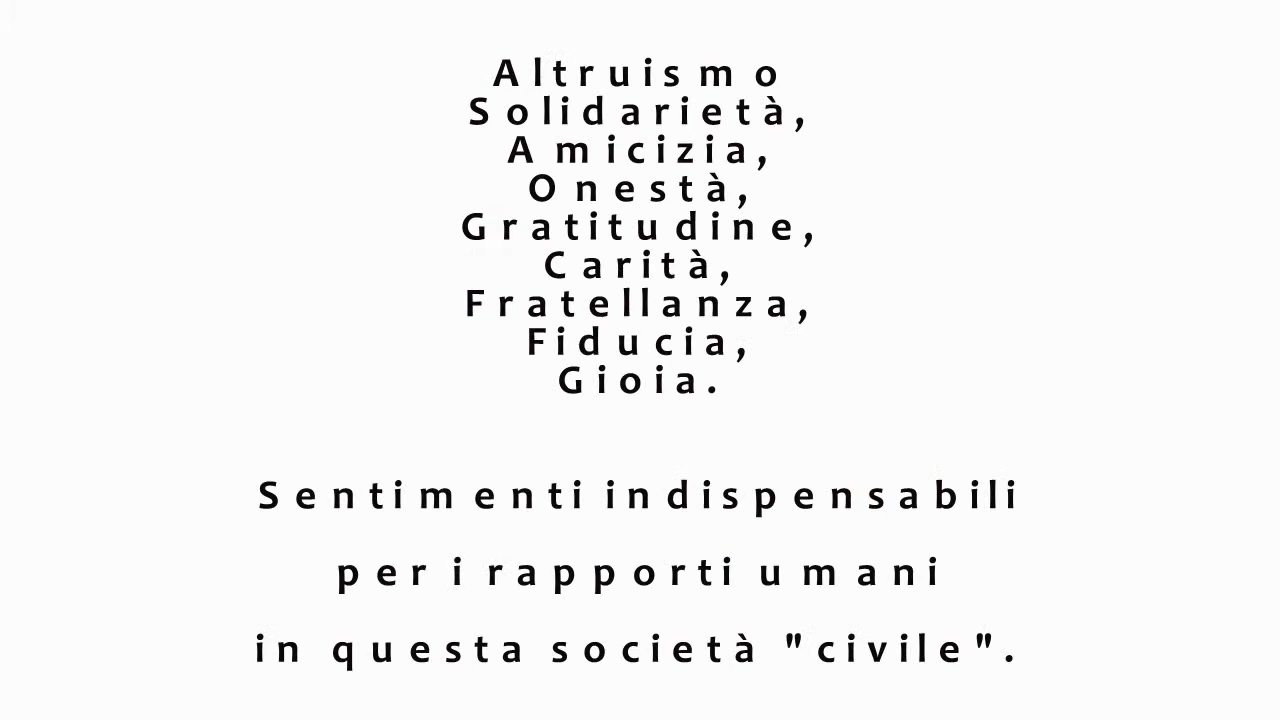 Altruismo
Solidarietà,
Amicizia,
Onestà,
Gratitudine,
Carità,
Fratellanza,
Fiducia,
Gioia.
Sentimenti indispensabili
per i rapporti umani
in questa società "civile".